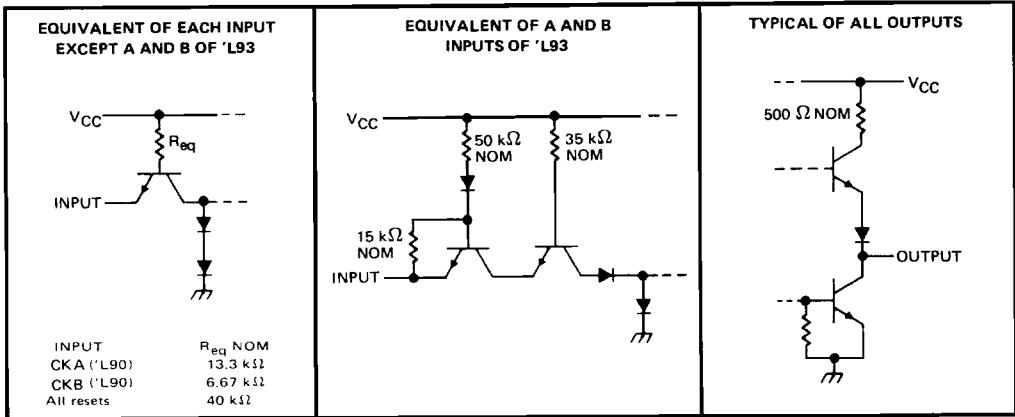 EQUIVALENT OF EACH INPUT
EXCEPT A AND B OF 'L93
VCC
Req
INPUT
INPUT Req NOM
CKA ('L90) 13.3 kΩ
CKB ('L90) 6.67 kΩ
All resets 40 kΩ
EQUIVALENT OF A AND B
INPUTS OF 'L93
VCC
50 kΩ
NOM
35 kΩ
NOM
15 kΩ
NOM
INPUT
TYPICAL OF ALL OUTPUTS
VCC
500 Ω NOM
OUTPUT